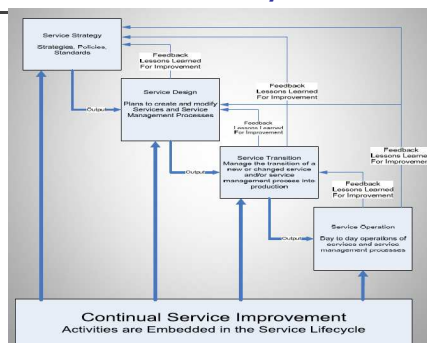 Service Strategy
Strategies, Policies,
Standards
Feedback
Lessons Learned
For Improvement
Output
Service Design
Plans to create and modify
Services and Service
Management Processes
Feedback
Lessons Learned
For Improvement
Feedback
Lessons Learned
For Improvement
Output
Service Transition
Manage the transition of a
new or changed service
and/or service
management process into
production
Feedback
Lessons Learned
For Improvement
Feedback
Lessons Learned
For Improvement
Output
Service Operation
Day to day operations of
services and service
management processes
Continual Service Improvement
Activities are Embedded in the Service Lifecycle